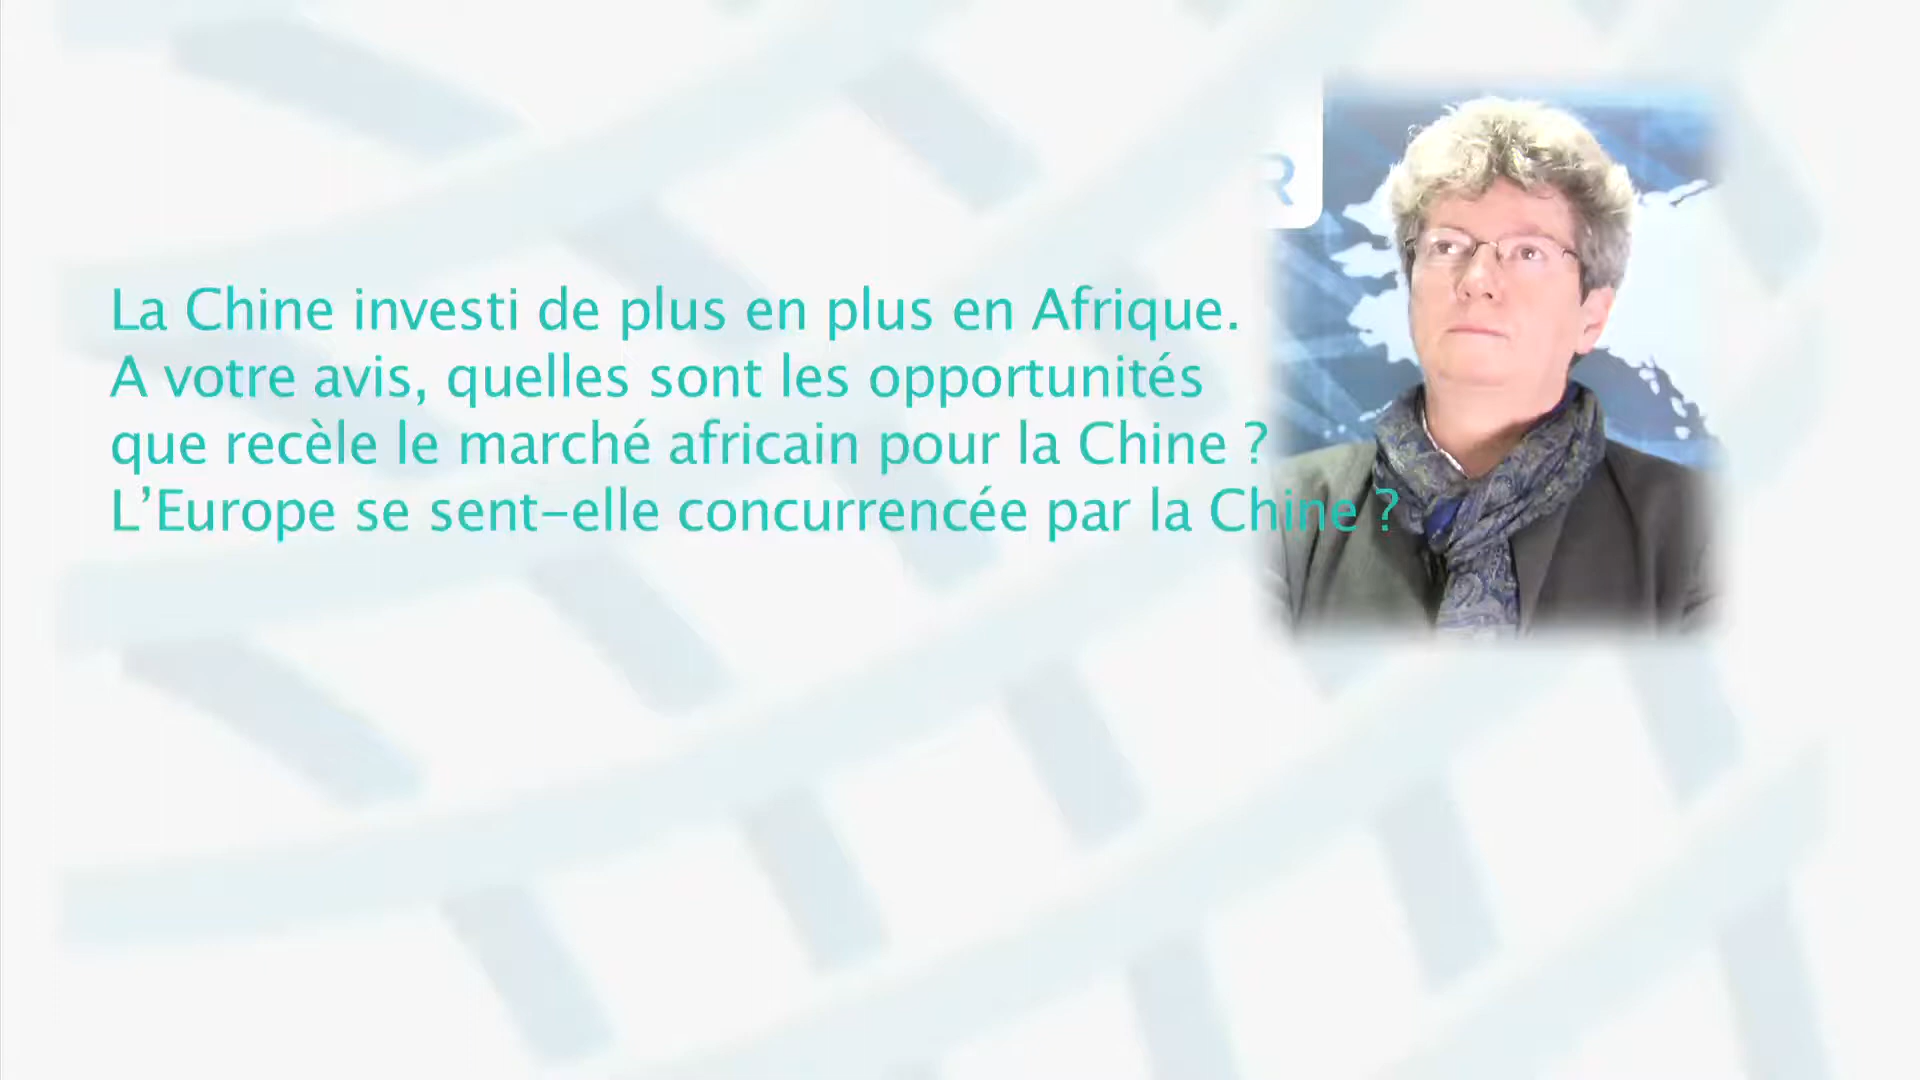 R
La Chine investi de plus en plus en Afrique.
A votre avis, quelles sont les opportunités
que recèle le marché africain pour la Chine ?
L’Europe se sent-elle concurrencée par la Chine ?